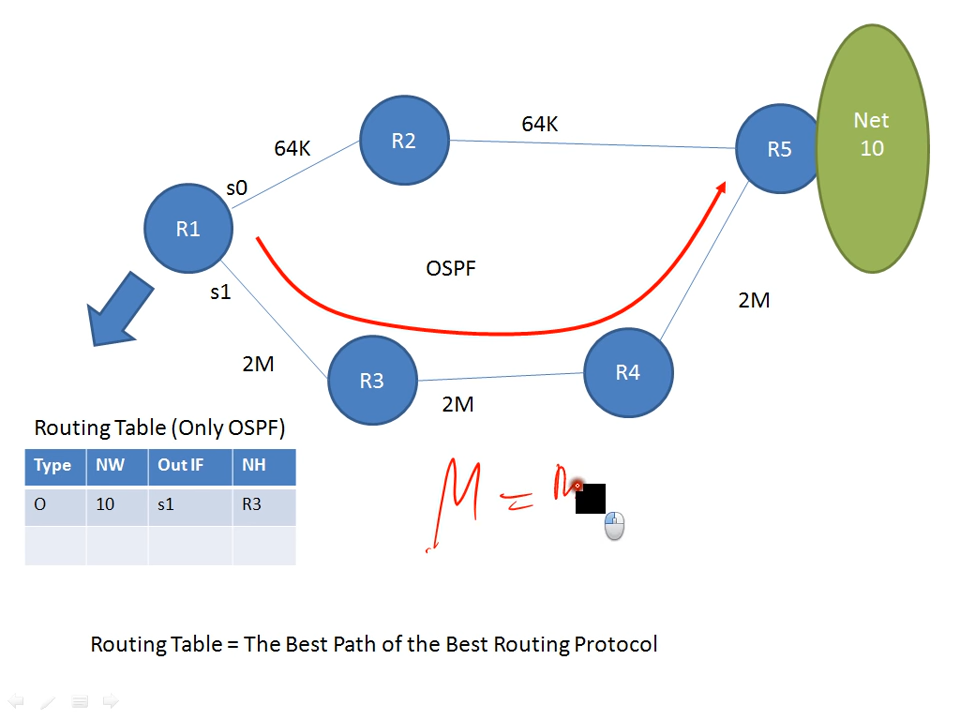 Net
10
64K
64K
R2
R5
s0
R1
OSPF
s1
2M
2M
R3
R4
2M
Routing Table (Only OSPF)
Type NW Out IF NH
O 10 s1 R3
M =
Routing Table = The Best Path of the Best Routing Protocol